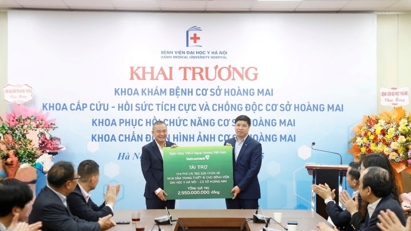 BỆNH VIỆN ĐẠI HỌC Y HÀ NỘI
HANOI MEDICAL UNIVERSITY HOSPITAL
KHAI TRƯƠNG
KHOA KHÁM BỆNH CƠ SỞ HOÀNG MAI
KHOA CẤP CỨU - HỒI SỨC TÍCH CỰC VÀ CHỐNG ĐỘC CƠ SỞ HOÀNG MAI
KHOA PHỤC HỒI CHỨC NĂNG CƠ SỞ HOÀNG MAI
KHOA CHẨN ĐOÁN HÌNH ẢNH CƠ SỞ HOÀNG MAI
Hà N
Vietcombank
TÀI TRỢ
2.550.000.000 đồng